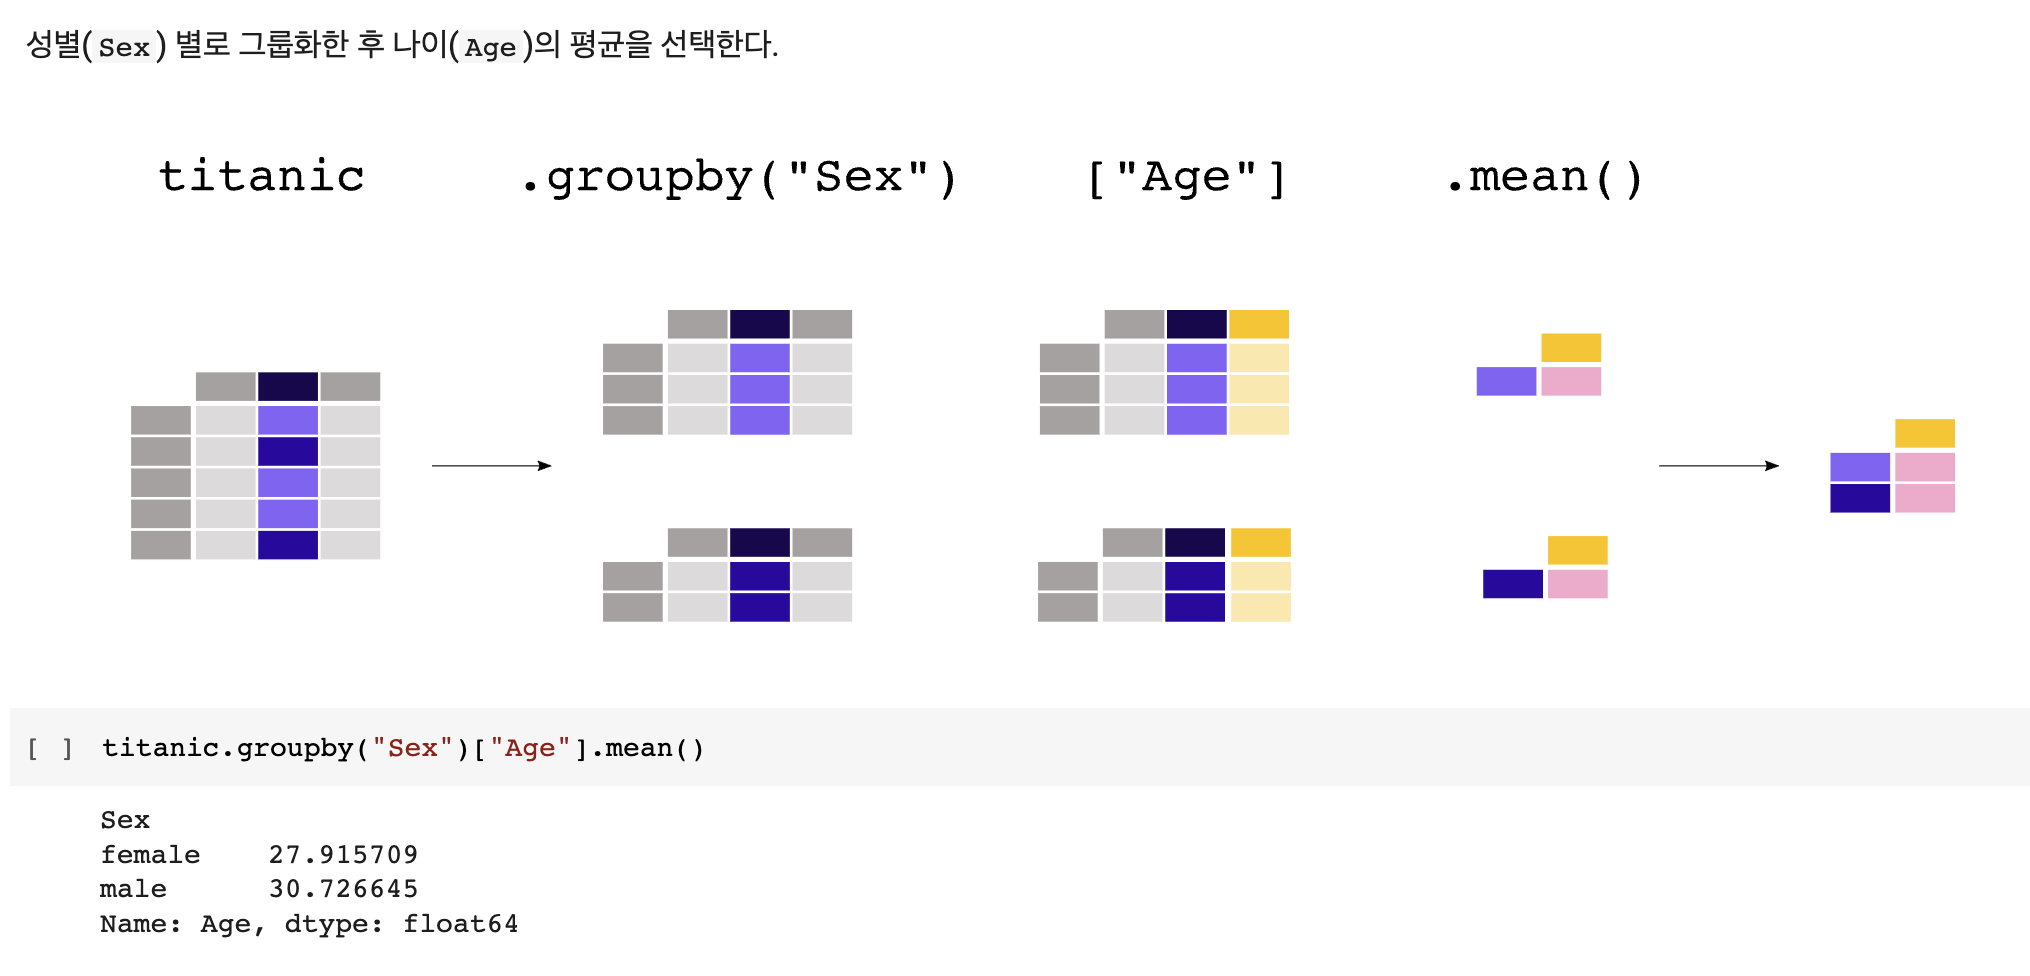 성별(Sex) 별로 그룹화한 후 나이(Age)의 평균을 선택한다.
titanic .groupby("Sex") ["Age"] .mean()
[ ] titanic.groupby("Sex")["Age"].mean()
Sex
female 27.915709
male 30.726645
Name: Age, dtype: float64